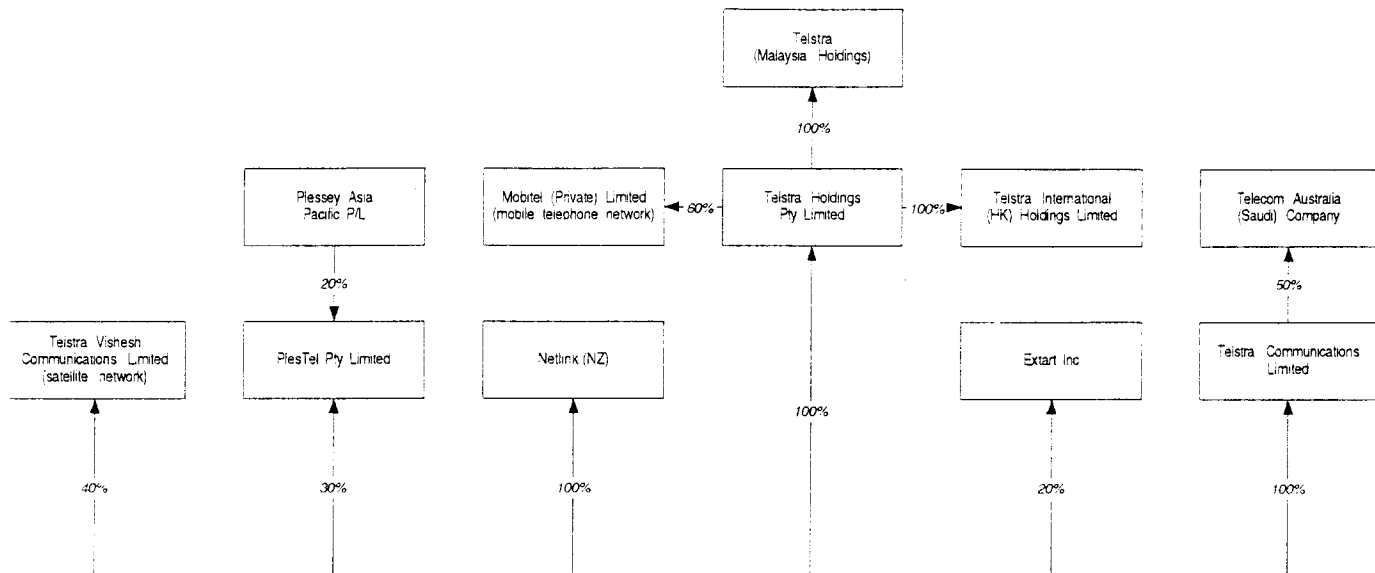 Telstra
(Malaysia Holdings)
100%
Plessey Asia
Pacific P/L
Mobitel (Private) Limited
(mobile telephone network)
60%
Telstra Holdings
Pty Limited
100%
Telstra International
(HK) Holdings Limited
Telecom Australia
(Saudi) Company
20%
50%
Telstra Vishesh
Communications Limited
(satellite network)
PlesTel Pty Limited
Netlink (NZ)
Extart Inc
Telstra Communications
Limited
100%
40%
30%
100%
20%
100%